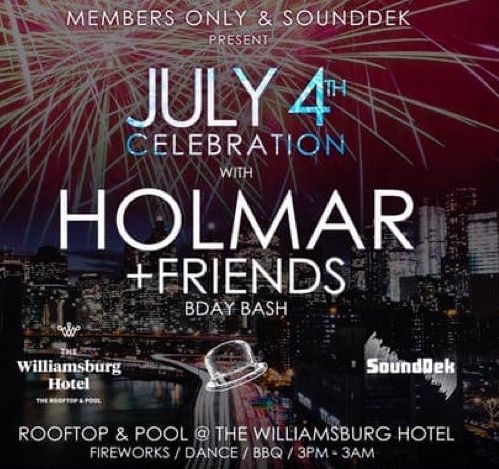 MEMBERS ONLY & SOUNDDEK
PRESENT
JULY 4TH
CELEBRATION
WITH
HOLMAR
+FRIENDS
BDAY BASH
THE
Williamsburg
Hotel
THE ROOFTOP & POOL
SoundDek
ROOFTOP & POOL @ THE WILLIAMSBURG HOTEL
FIREWORKS / DANCE / BBQ / 3PM - 3AM